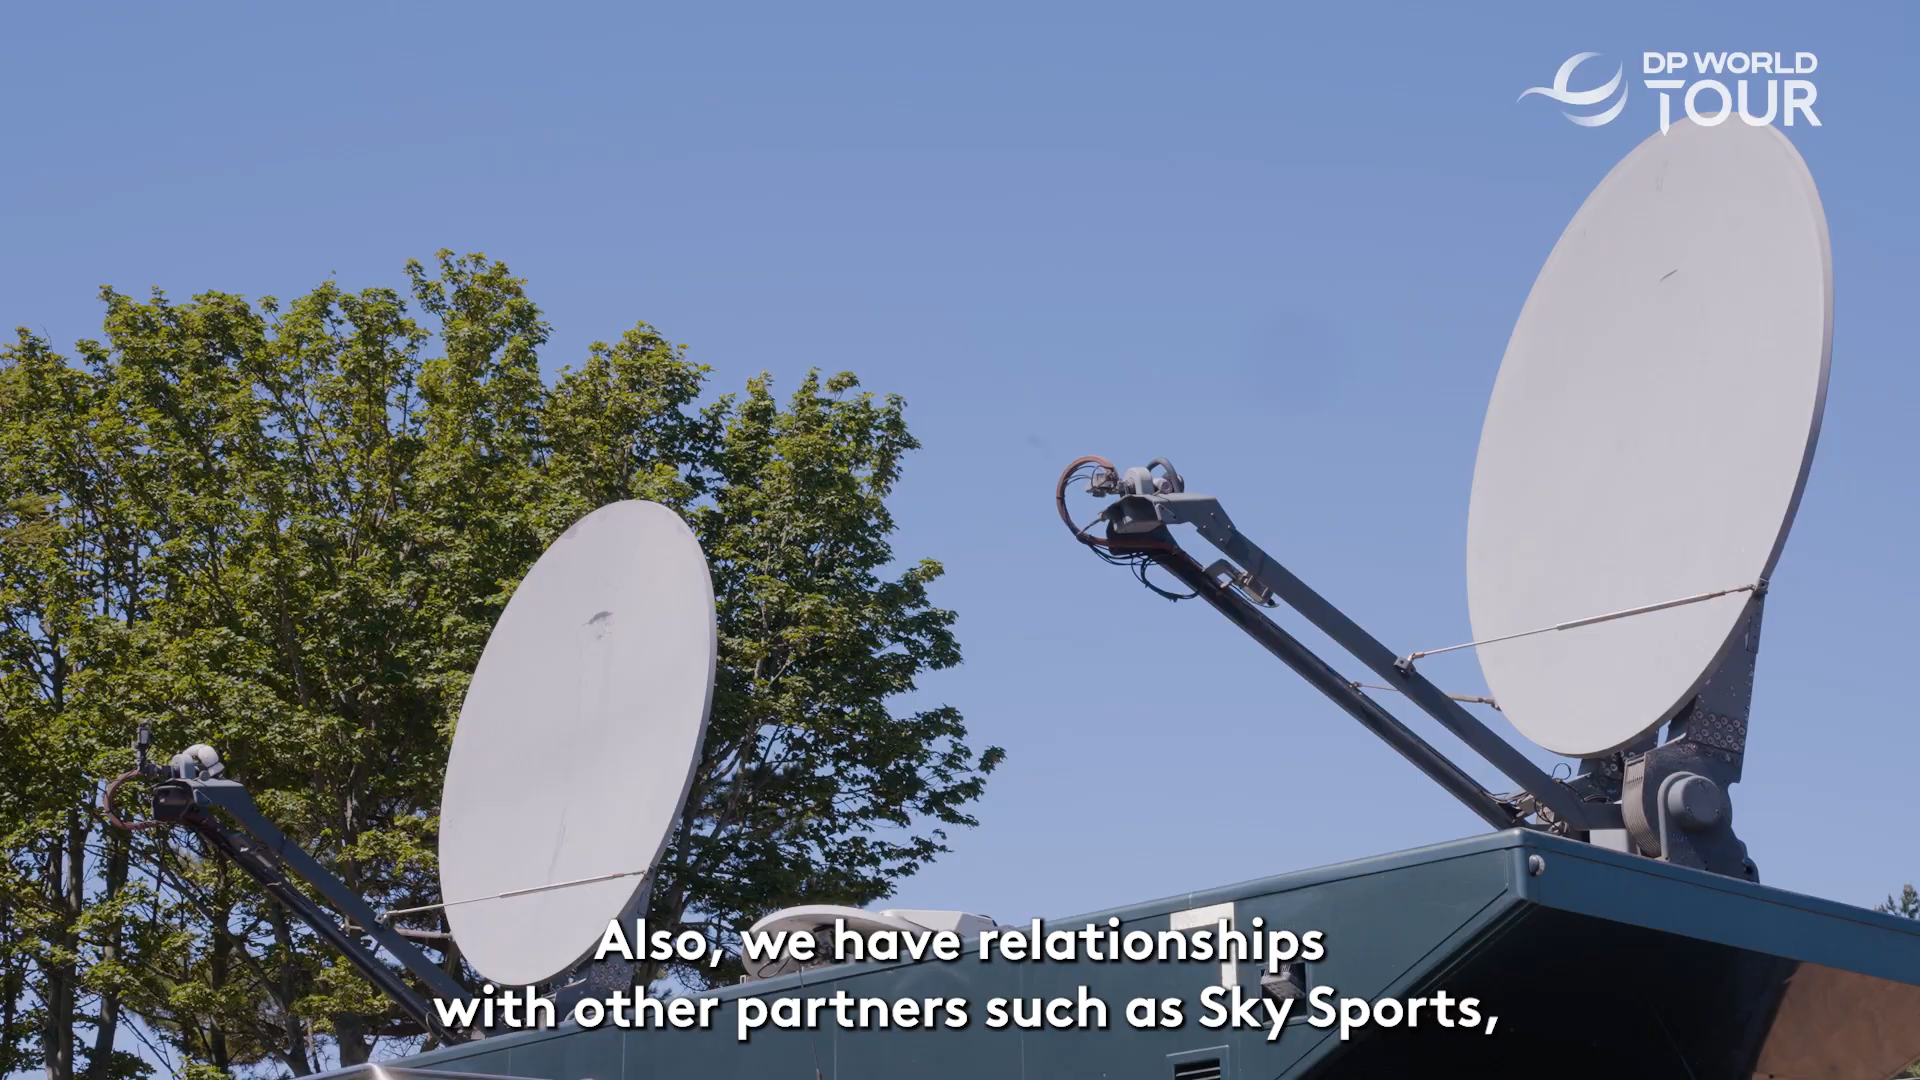 DP WORLD
TOUR
Also, we have relationships
with other partners such as Sky Sports,